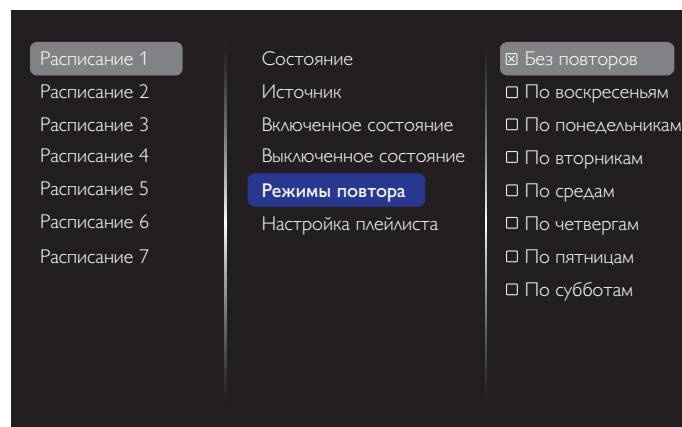 Расписание 1
Расписание 2
Расписание 3
Расписание 4
Расписание 5
Расписание 6
Расписание 7
Состояние
Источник
Включенное состояние
Выключенное состояние
Режимы повтора
Настройка плейлиста
Без повторов
По воскресеньям
По понедельникам
По вторникам
По средам
По четвергам
По пятницам
По субботам